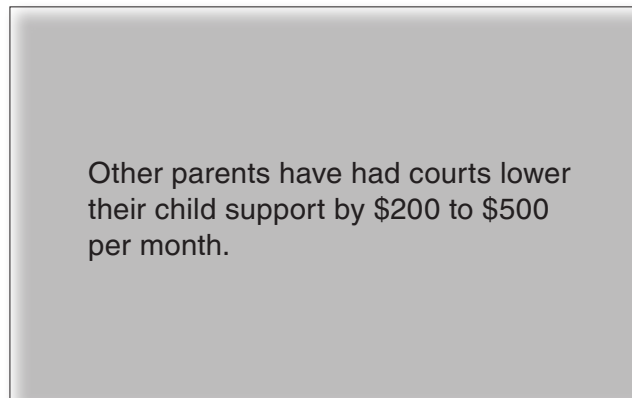 Other parents have had courts lower
their child support by $200 to $500
per month.